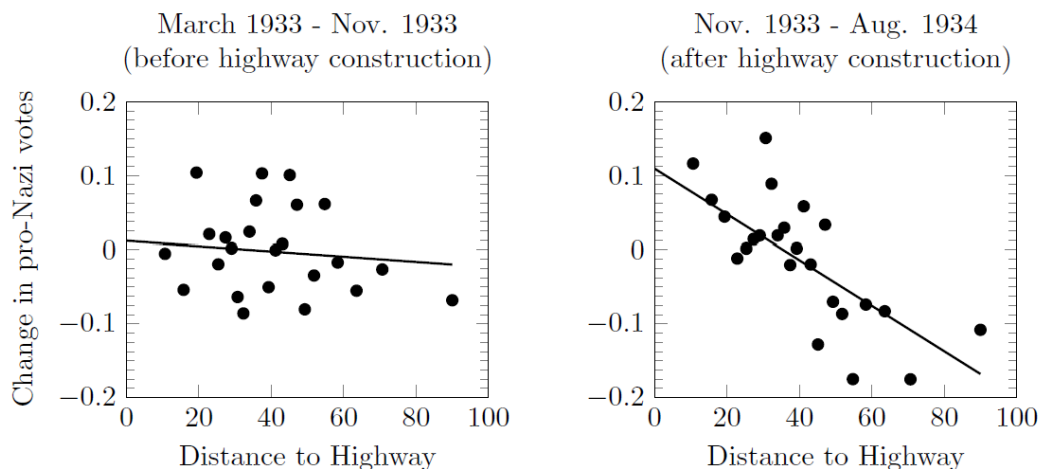 March 1933 - Nov. 1933
(before highway construction)
Change in pro-Nazi votes
0.2
0.1
0
−0.1
−0.2
0 20 40 60 80 100
Distance to Highway
Nov. 1933 - Aug. 1934
(after highway construction)
0.2
0.1
0
−0.1
−0.2
0 20 40 60 80 100
Distance to Highway